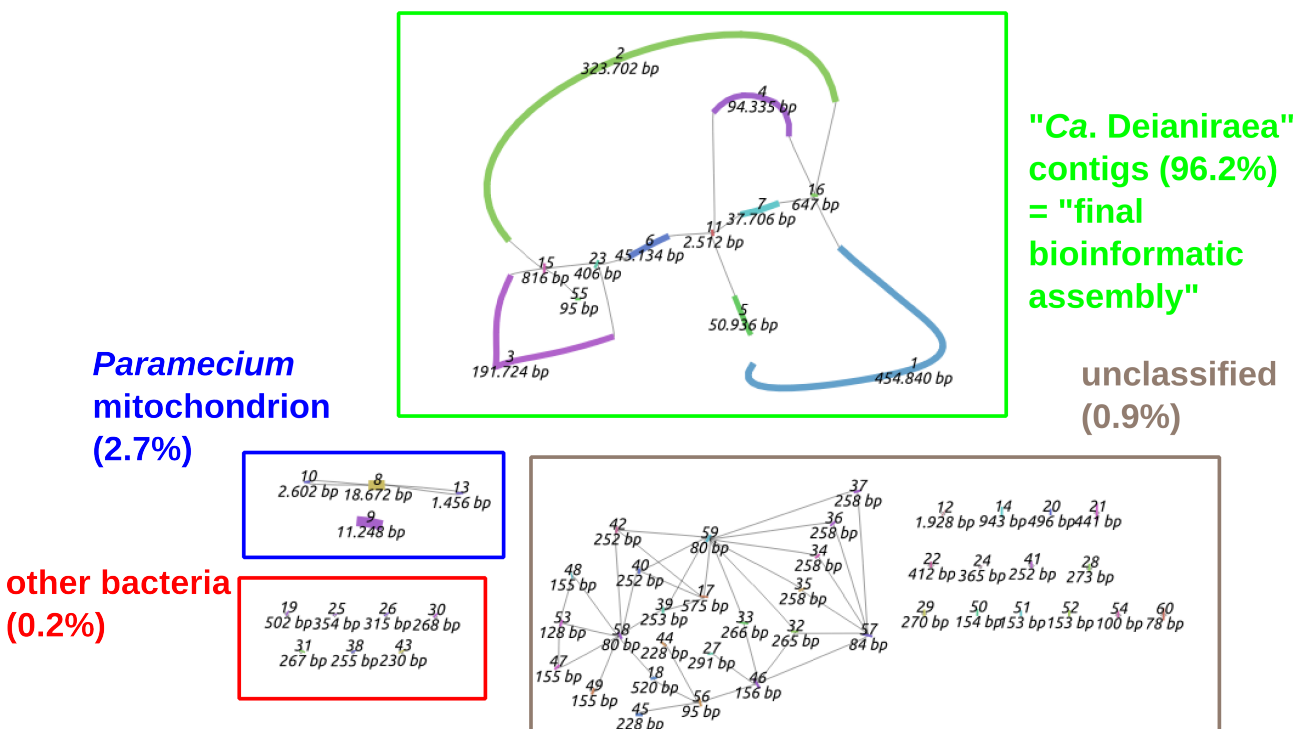 2
323.702 bp
4
94.335 bp
"Ca. Deianiraea"
contigs (96.2%)
= "final
bioinformatic
assembly"
16
647 bp
7
37.706 bp
11
2.512 bp
6
45.134 bp
15
816 bp
23
406 bp
55
95 bp
5
50.936 bp
3
191.724 bp
1
454.840 bp
Paramecium
mitochondrion
(2.7%)
unclassified
(0.9%)
10
2.602 bp
8
18.672 bp
13
1.456 bp
9
11.248 bp
other bacteria
(0.2%)
19
502 bp
25
354 bp
26
315 bp
30
268 bp
31
267 bp
38
255 bp
43
230 bp
37
258 bp
36
258 bp
42
252 bp
59
80 bp
34
258 bp
48
155 bp
40
252 bp
17
575 bp
35
258 bp
39
253 bp
53
128 bp
58
80 bp
33
266 bp
32
265 bp
57
84 bp
44
228 bp
27
291 bp
47
155 bp
49
155 bp
18
520 bp
46
156 bp
56
95 bp
45
228 bp
12
1.928 bp
14
943 bp
20
496 bp
21
441 bp
22
412 bp
24
365 bp
41
252 bp
28
273 bp
29
270 bp
50
154 bp
51
153 bp
52
153 bp
54
100 bp
60
78 bp